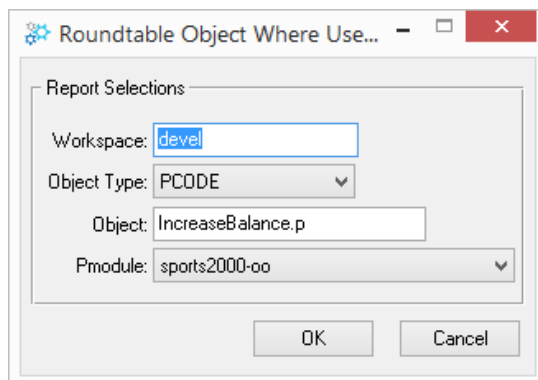 Roundtable Object Where Use...
Report Selections
Workspace: devel
Object Type: PCODE
Object: IncreaseBalance.p
Pmodule: sports2000-oo
OK Cancel